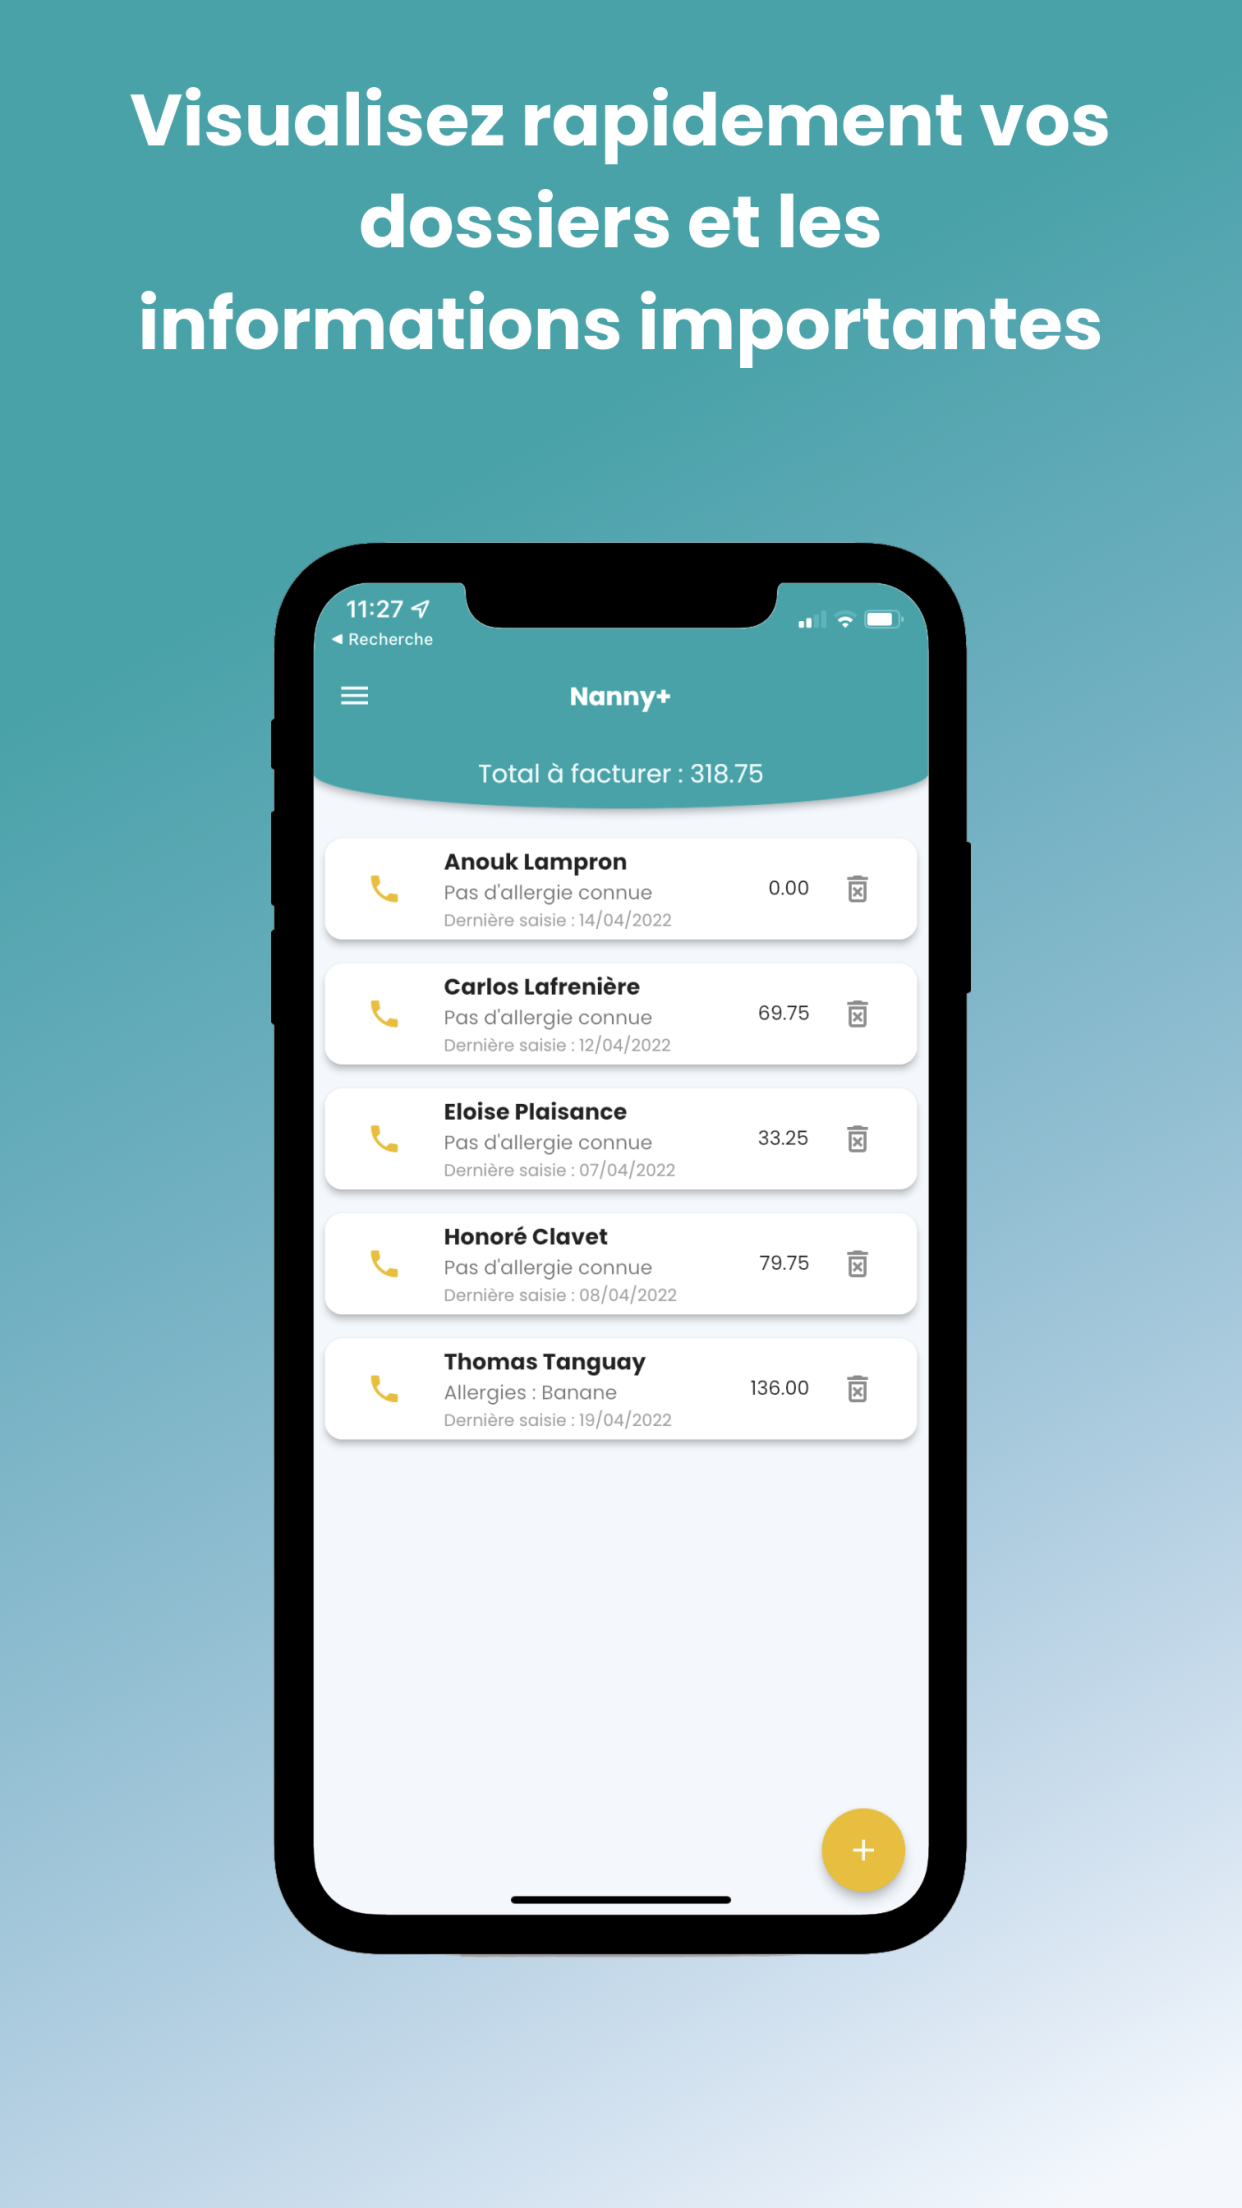 Visualisez rapidement vos
dossiers et les
informations importantes
11:27
◀ Recherche
Nanny+
Total à facturer : 318.75
Anouk Lampron
Pas d'allergie connue
Dernière saisie : 14/04/2022
0.00
Carlos Lafrenière
Pas d'allergie connue
Dernière saisie : 12/04/2022
69.75
Eloise Plaisance
Pas d'allergie connue
Dernière saisie : 07/04/2022
33.25
Honoré Clavet
Pas d'allergie connue
Dernière saisie : 08/04/2022
79.75
Thomas Tanguay
Allergies : Banane
Dernière saisie : 19/04/2022
136.00
+